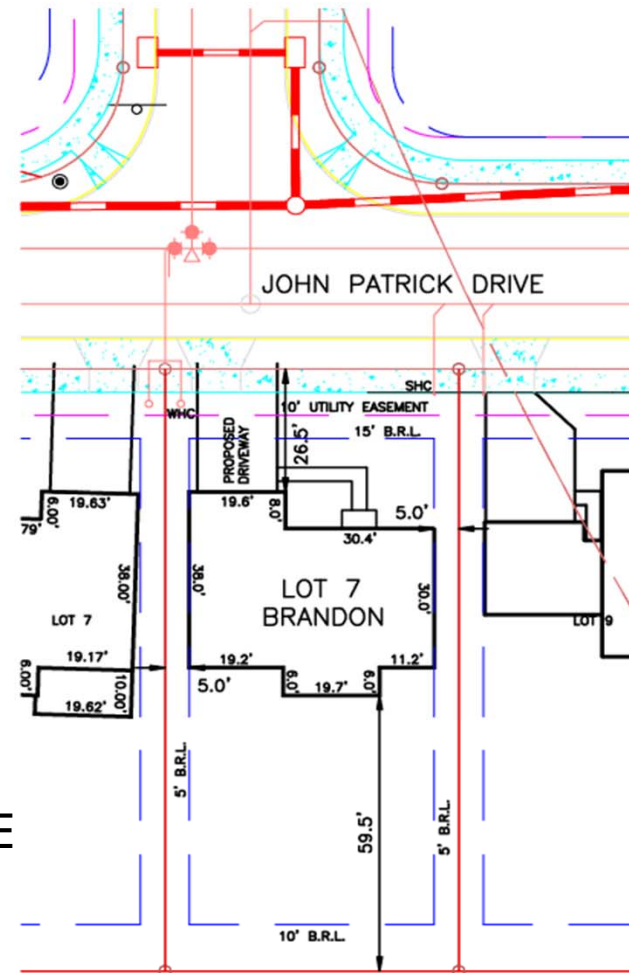 JOHN PATRICK DRIVE
SHC
10' UTILITY EASEMENT
WHC
15' B.R.L.
PROPOSED
DRIVEWAY
26.5'
6.00'
19.63'
79'
19.6'
8.0'
5.0'
30.4'
38.00'
38.0'
LOT 7
BRANDON
30.0'
LOT 7
LOT 9
19.17'
19.2'
11.2'
6.00'
10.00'
5.0'
6.0'
19.7'
6.0'
19.62'
5' B.R.L.
59.5'
5' B.R.L.
E
10' B.R.L.